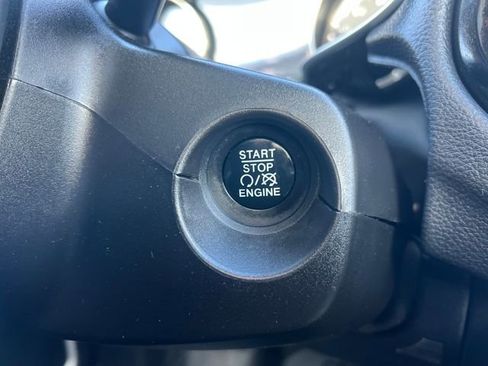 START
STOP
/
ENGINE